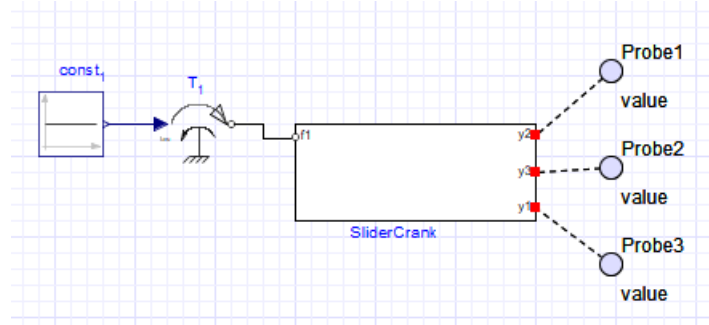 Probe1
const1
T1
value
f1
y2
Probe2
y3
value
y1
SliderCrank
Probe3
value